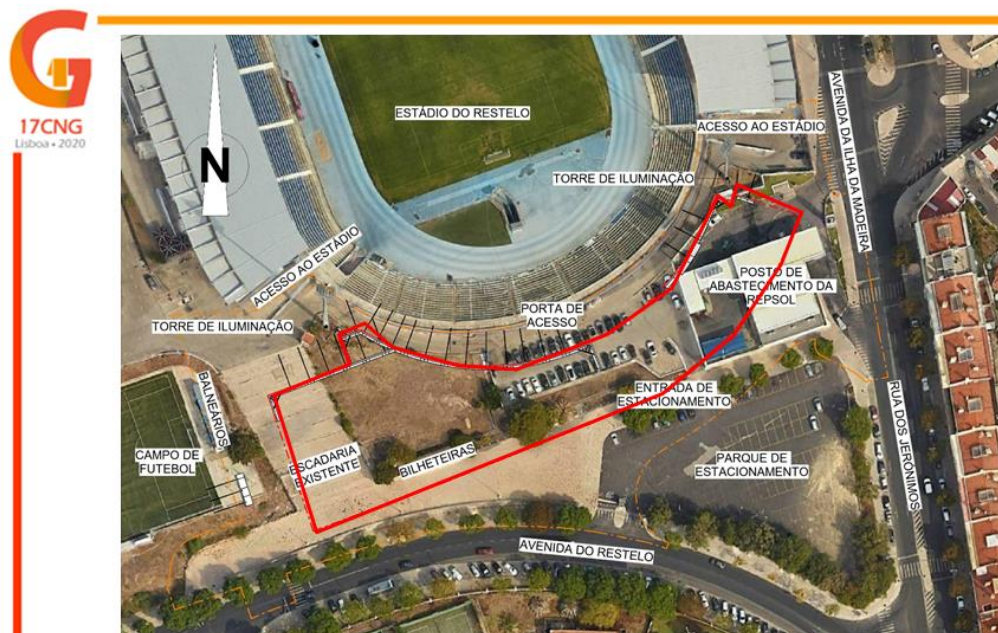 17CNG
Lisboa • 2020
N
ESTÁDIO DO RESTELO
ACESSO AO ESTÁDIO
AVENIDA DA ILHA DA MADEIRA
TORRE DE ILUMINAÇÃO
ACESSO AO ESTÁDIO
POSTO DE
ABASTECIMENTO DA
REPSOL
PORTA DE
ACESSO
TORRE DE ILUMINAÇÃO
BALNEÁRIOS
ENTRADA DE
ESTACIONAMENTO
RUA DOS JERÓNIMOS
CAMPO DE
FUTEBOL
ESCADARIA
EXISTENTE
BILHETEIRAS
PARQUE DE
ESTACIONAMENTO
AVENIDA DO RESTELO